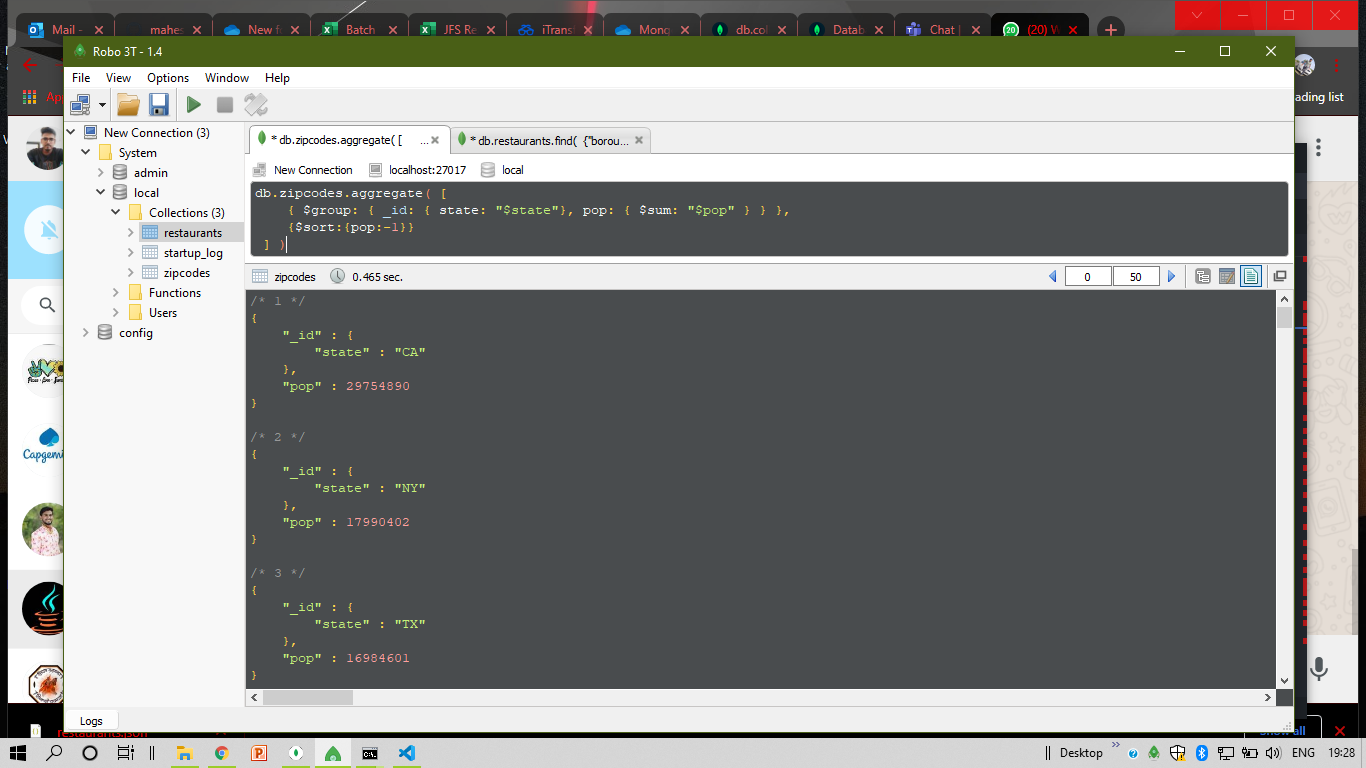 Mail -
mahes
New fi
Batch
JFS Re
iTrans
Mong
db.col
Datab
Chat |
20
(20) W
Robo 3T - 1.4
File View Options Window Help
ading list
New Connection (3)
System
admin
local
Collections (3)
restaurants
startup_log
zipcodes
Functions
Users
config
* db.zipcodes.aggregate( [ ...
* db.restaurants.find( {"borou...
New Connection localhost:27017 local
db.zipcodes.aggregate( [
{ $group: { _id: { state: "$state"}, pop: { $sum: "$pop" } } },
{$sort:{pop:-1}}
] )
zipcodes 0.465 sec. 0 50
/* 1 */
{
"_id" : {
"state" : "CA"
},
"pop" : 29754890
}
/* 2 */
{
"_id" : {
"state" : "NY"
},
"pop" : 17990402
}
/* 3 */
{
"_id" : {
"state" : "TX"
},
"pop" : 16984601
}
Capgemi
Logs
restaurants.json
Show all
Desktop ENG 19:28